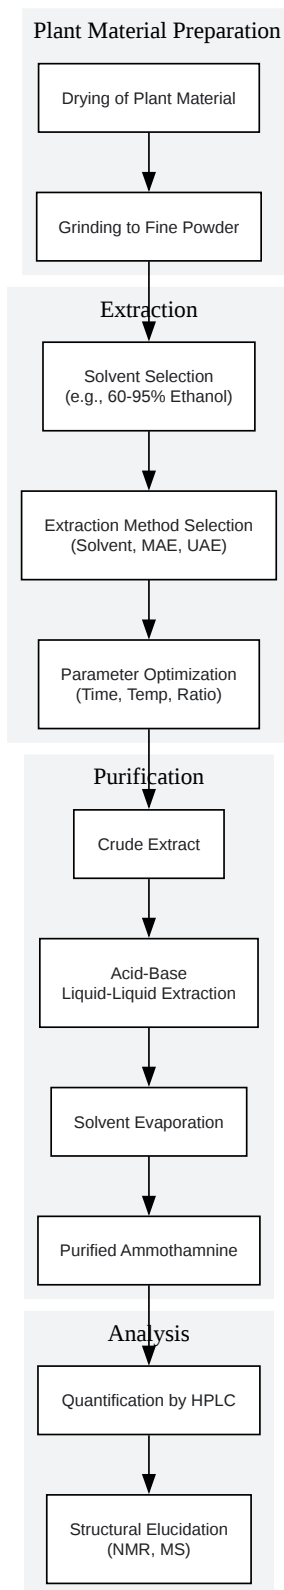 Plant Material Preparation
Drying of Plant Material
Grinding to Fine Powder
Extraction
Solvent Selection
(e.g., 60-95% Ethanol)
Extraction Method Selection
(Solvent, MAE, UAE)
Parameter Optimization
(Time, Temp, Ratio)
Purification
Crude Extract
Acid-Base
Liquid-Liquid Extraction
Solvent Evaporation
Purified Ammothamnine
Analysis
Quantification by HPLC
Structural Elucidation
(NMR, MS)